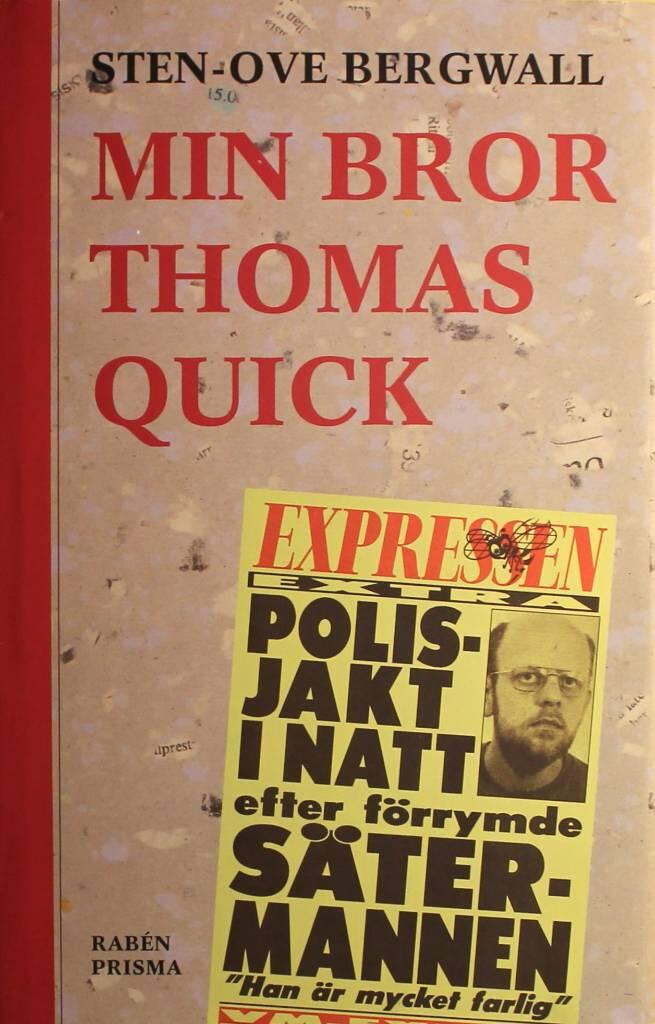 STEN-OVE BERGWALL
MIN BROR
THOMAS
QUICK
EXPRESSEN
EXTRA
POLIS-
JAKT
I NATT
efter förrymde
SÄTER-
MANNEN
"Han är mycket farlig"
RABÉN
PRISMA